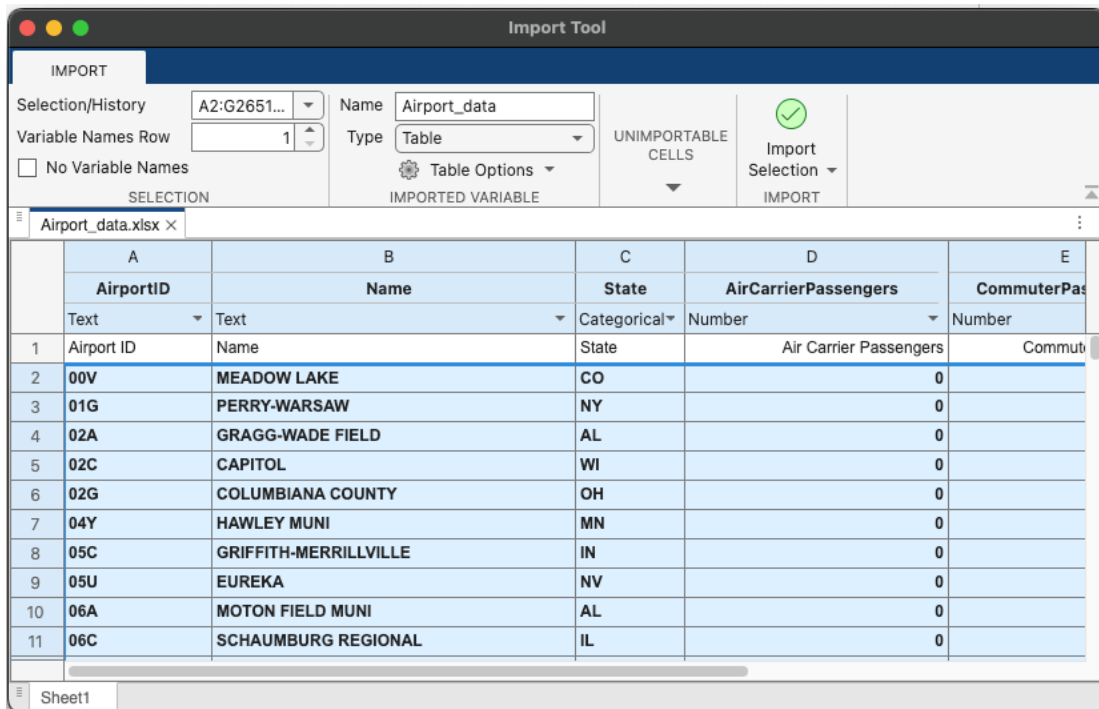 Import Tool
IMPORT
Selection/History A2:G2651... Name Airport_data
Variable Names Row 1 Type Table
No Variable Names Table Options
UNIMPORTABLE
CELLS
Import
Selection
SELECTION IMPORTED VARIABLE IMPORT
Airport_data.xlsx
A B C D E
AirportID Name State AirCarrierPassengers CommuterPas
Text Text Categorical Number Number
1 Airport ID Name State Air Carrier Passengers Commut
2 00V MEADOW LAKE CO 0
3 01G PERRY-WARSAW NY 0
4 02A GRAGG-WADE FIELD AL 0
5 02C CAPITOL WI 0
6 02G COLUMBIANA COUNTY OH 0
7 04Y HAWLEY MUNI MN 0
8 05C GRIFFITH-MERRILLVILLE IN 0
9 05U EUREKA NV 0
10 06A MOTON FIELD MUNI AL 0
11 06C SCHAUMBURG REGIONAL IL 0
Sheet1